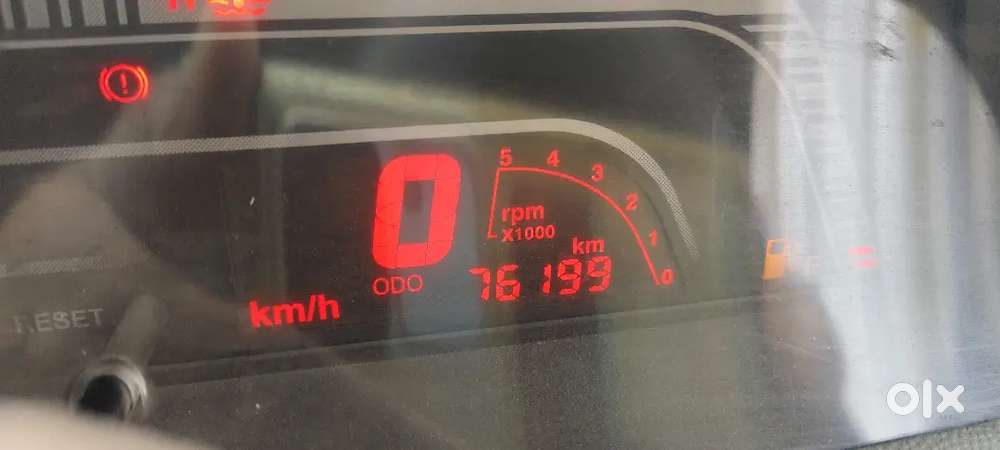 0
5 4 3 2 1 0
rpm
X1000
km
ODO 76199
km/h
RESET
olx